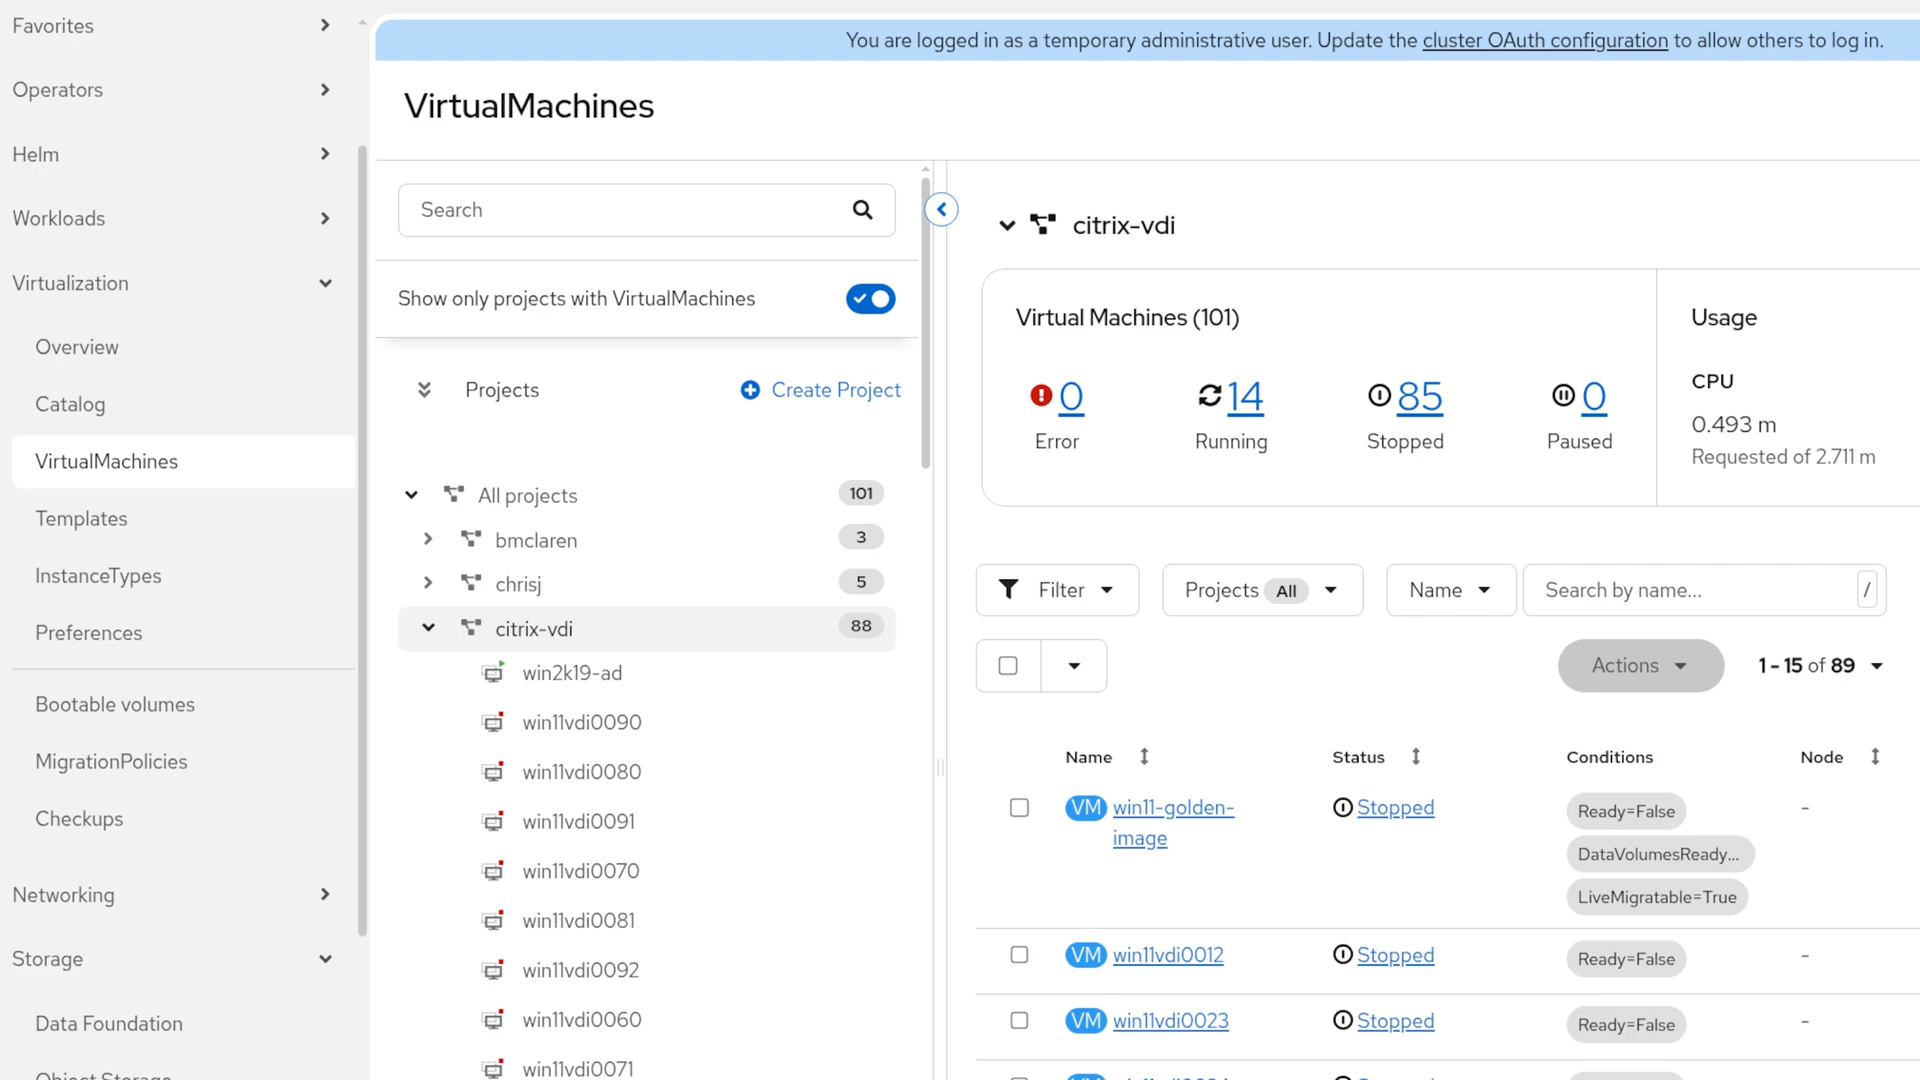 Favorites
Operators
Helm
Workloads
Virtualization
Overview
Catalog
VirtualMachines
Templates
InstanceTypes
Preferences
Bootable volumes
MigrationPolicies
Checkups
Networking
Storage
Data Foundation
Object Storage
You are logged in as a temporary administrative user. Update the cluster OAuth configuration to allow others to log in.
VirtualMachines
Search
Show only projects with VirtualMachines
Projects
Create Project
All projects 101
bmclaren 3
chrisj 5
citrix-vdi 88
win2k19-ad
win11vdi0090
win11vdi0080
win11vdi0091
win11vdi0070
win11vdi0081
win11vdi0092
win11vdi0060
win11vdi0071
citrix-vdi
Virtual Machines (101)
0 14 85 0
Error Running Stopped Paused
Usage
CPU
0.493 m
Requested of 2.711 m
Filter Projects All Name Search by name... /
Actions 1 - 15 of 89
Name Status Conditions Node
VM win11-golden-image Stopped Ready=False -
DataVolumesReady...
LiveMigratable=True
VM win11vdi0012 Stopped Ready=False -
VM win11vdi0023 Stopped Ready=False -